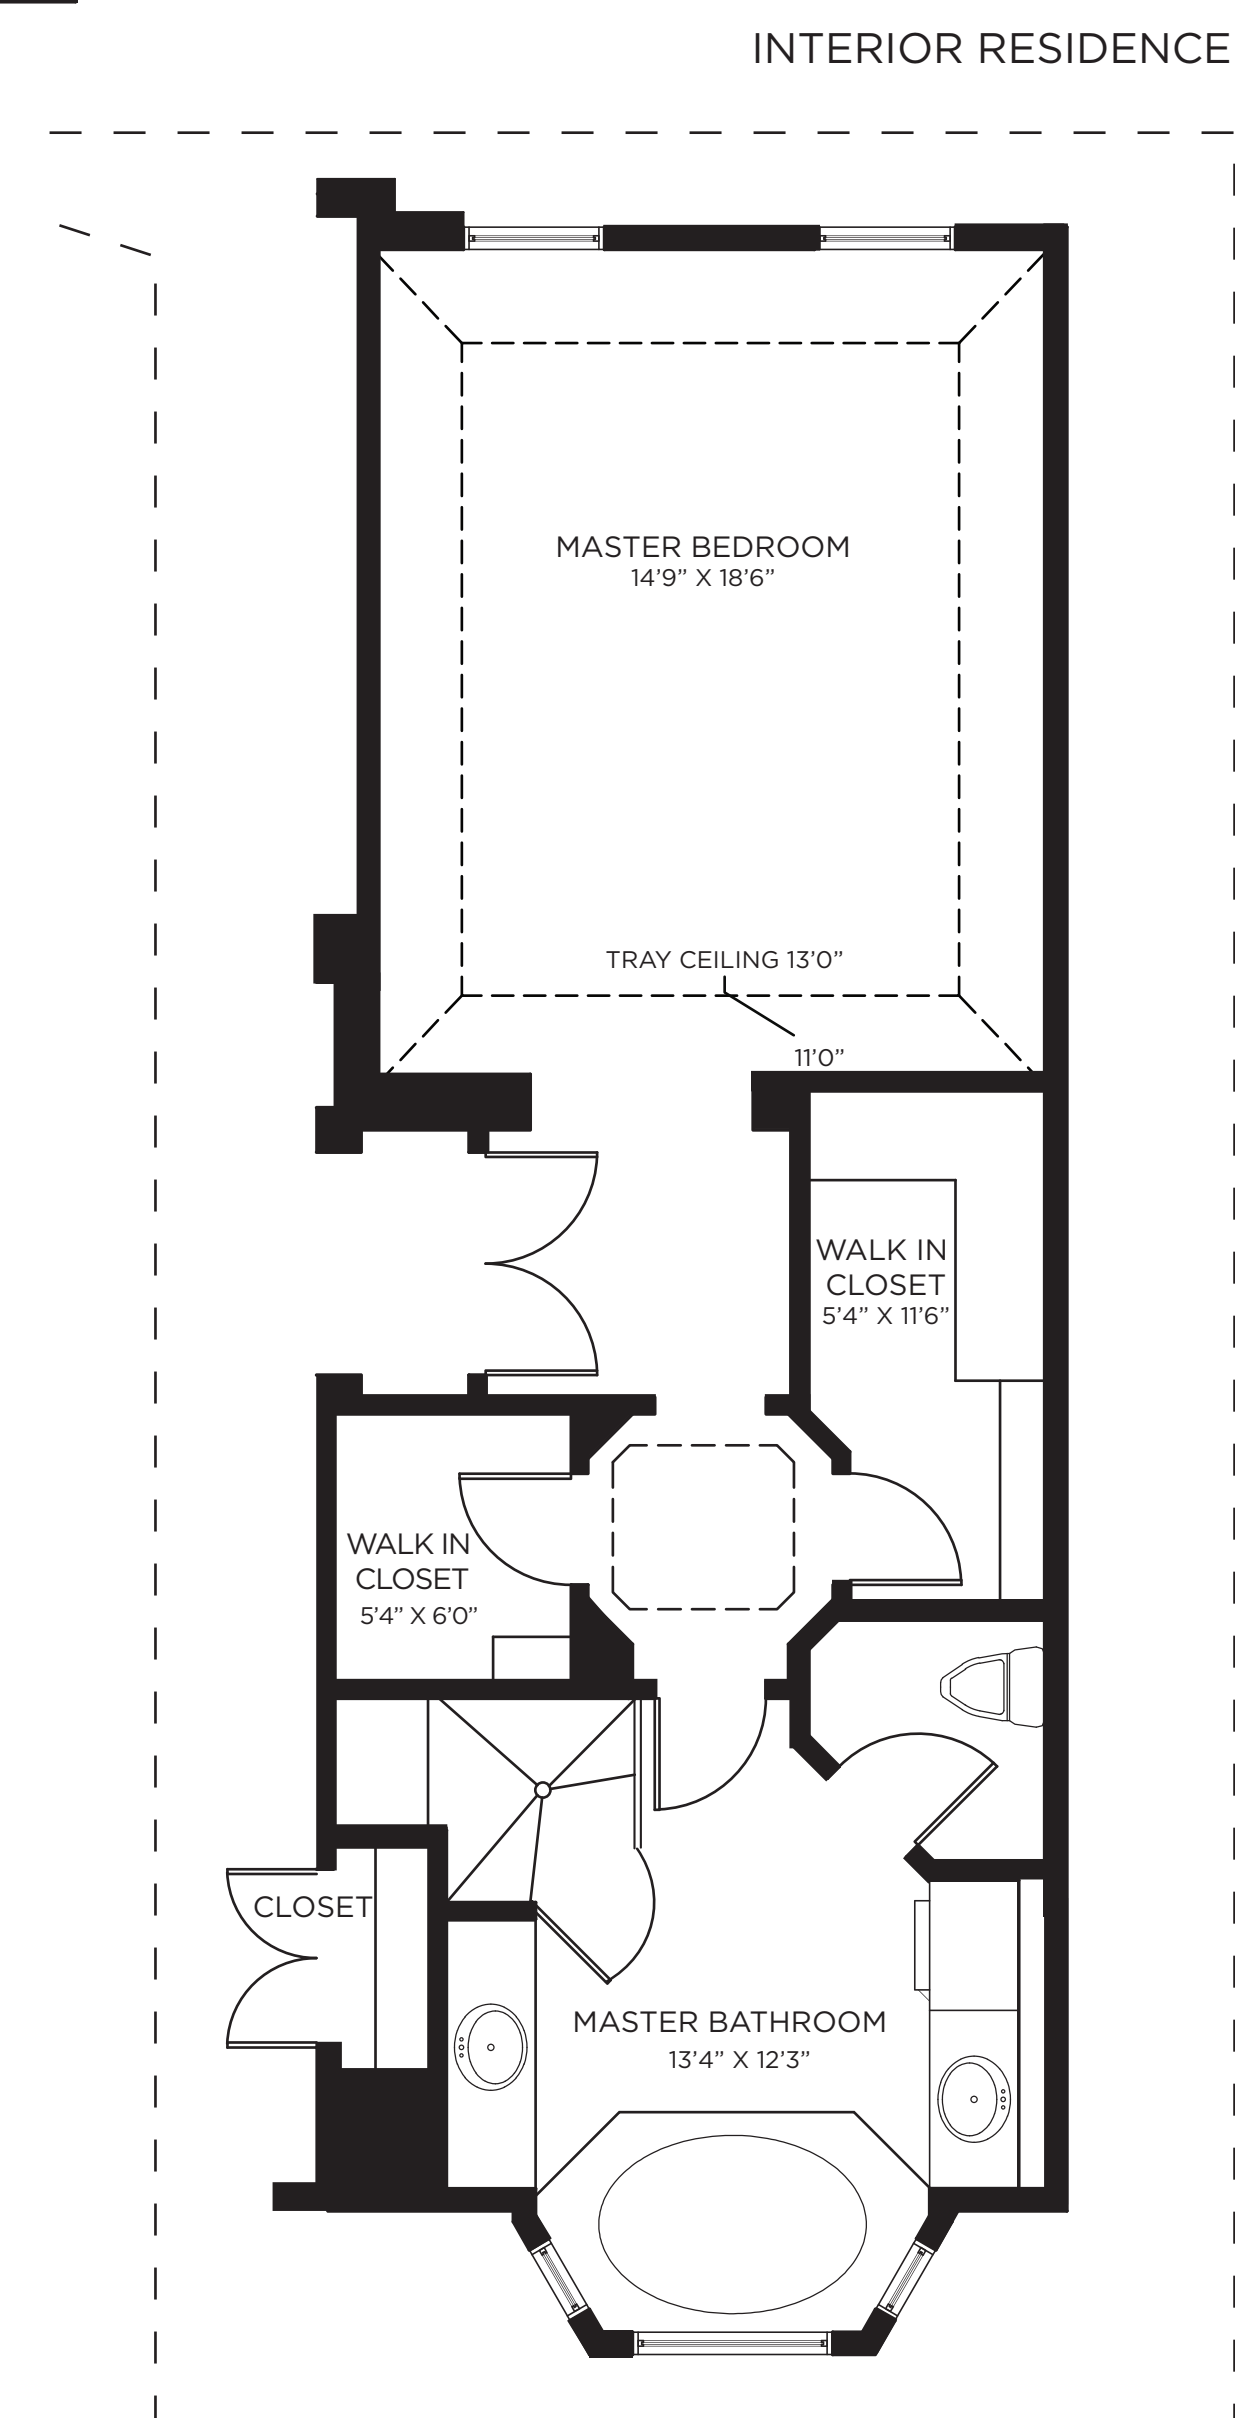 INTERIOR RESIDENCE
MASTER BEDROOM
14’9” X 18’6”
TRAY CEILING 13’0”
11’0”
WALK IN
CLOSET
5’4” X 11’6”
WALK IN
CLOSET
5’4” X 6’0”
CLOSET
MASTER BATHROOM
13’4” X 12’3”